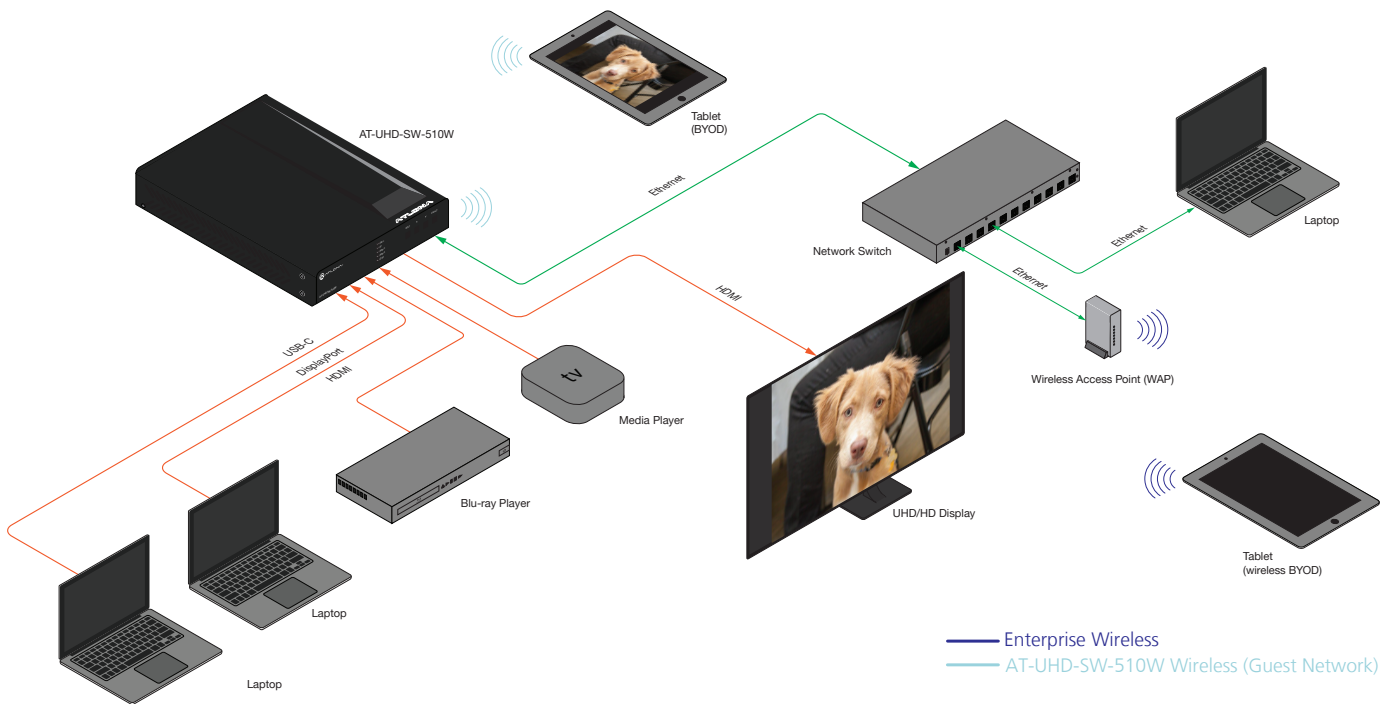 Tablet
(BYOD)
AT-UHD-SW-510W
Ethernet
ATLONA
Laptop
Network Switch
Ethernet
Ethernet
HDMI
USB-C
DisplayPort
HDMI
tv
Wireless Access Point (WAP)
Media Player
Blu-ray Player
UHD/HD Display
Tablet
(wireless BYOD)
Laptop
Enterprise Wireless
AT-UHD-SW-510W Wireless (Guest Network)
Laptop